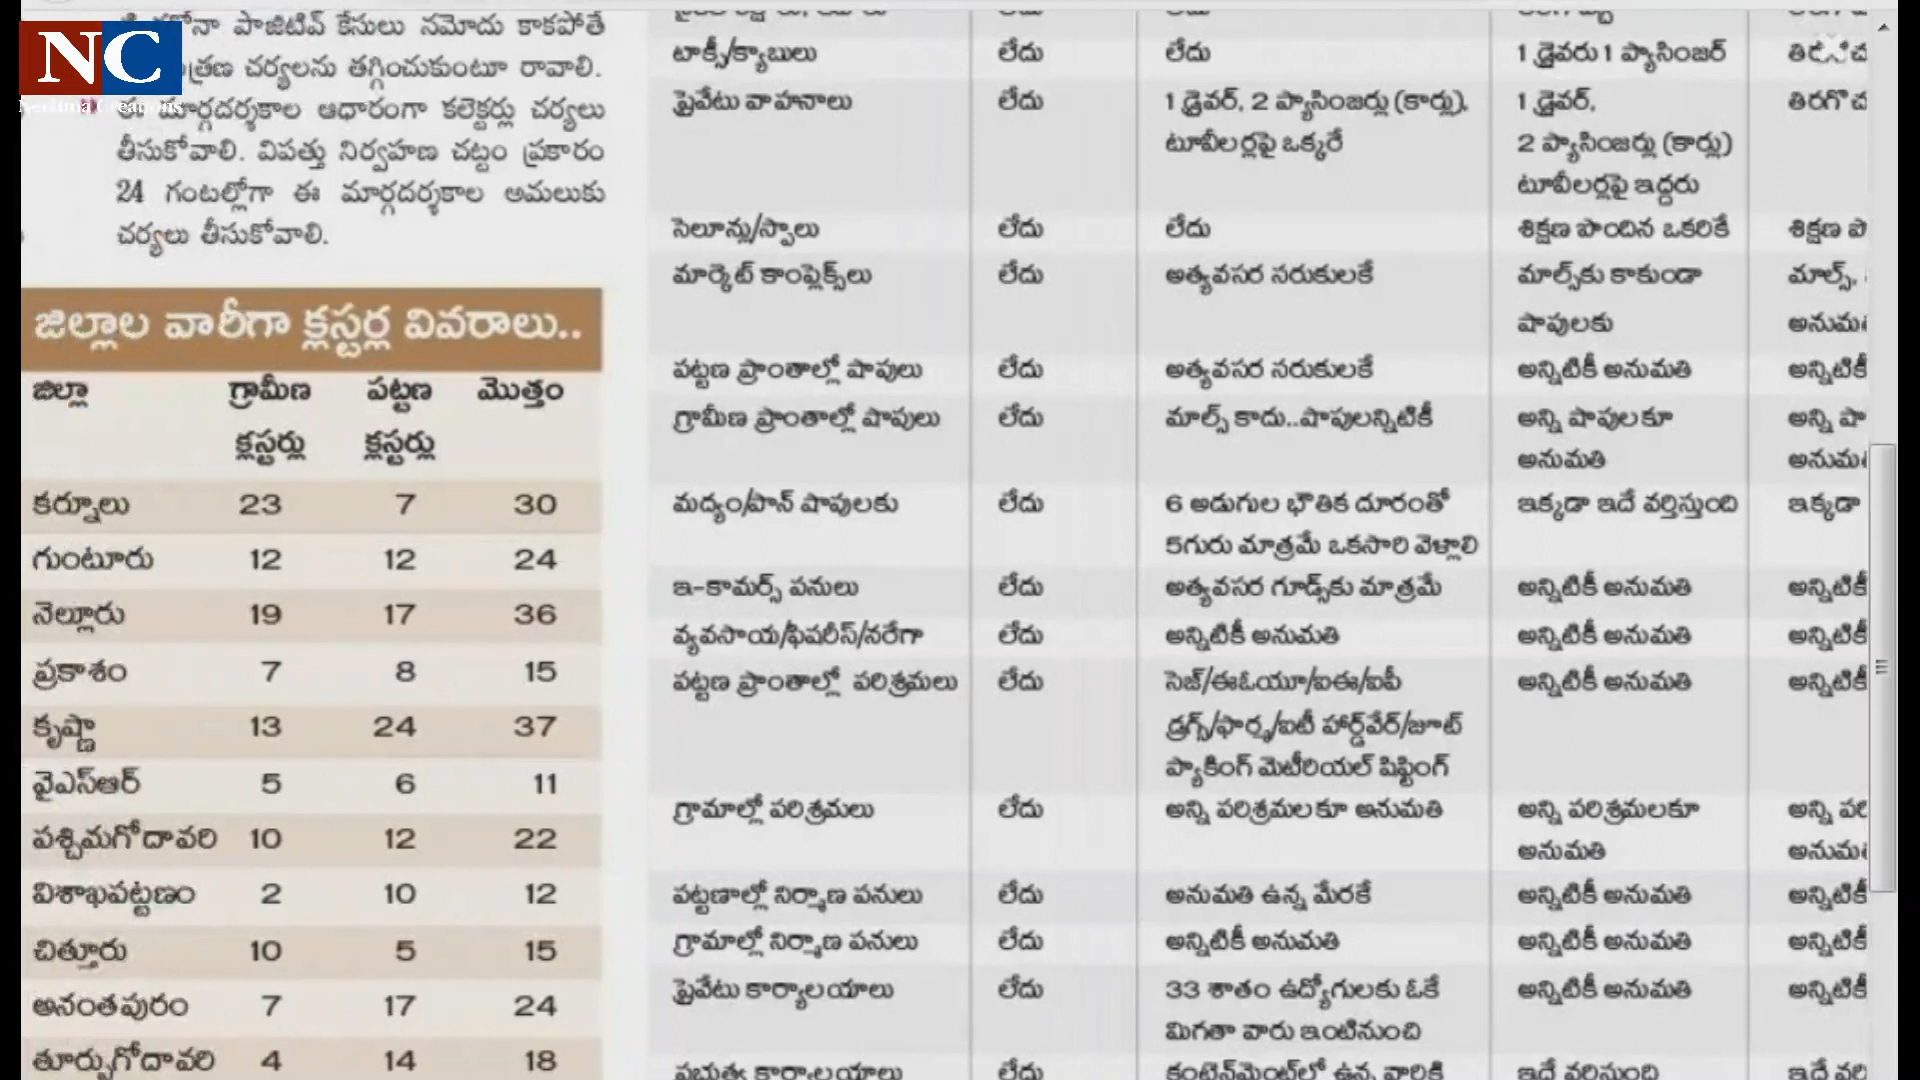 NC
పాజిటివ్ కేసులు నమోదు కాకపోతే
చర్యలను తగ్గించుకుంటూ రావాలి.
ఈ మార్గదర్శకాల ఆధారంగా కలెక్టర్లు చర్యలు
తీసుకోవాలి. విపత్తు నిర్వహణ చట్టం ప్రకారం
24 గంటల్లోగా ఈ మార్గదర్శకాల అమలుకు
చర్యలు తీసుకోవాలి.
జిల్లాల వారీగా క్లస్టర్ల వివరాలు..
జిల్లా గ్రామీణ పట్టణ మొత్తం
క్లస్టర్లు క్లస్టర్లు
కర్నూలు 23 7 30
గుంటూరు 12 12 24
నెల్లూరు 19 17 36
ప్రకాశం 7 8 15
కృష్ణా 13 24 37
వైఎస్ఆర్ 5 6 11
పశ్చిమగోదావరి 10 12 22
విశాఖపట్టణం 2 10 12
చిత్తూరు 10 5 15
అనంతపురం 7 17 24
తూర్పుగోదావరి 4 14 18
టాక్సీ/క్యాబులు లేదు లేదు 1 డ్రైవరు 1 ప్యాసింజర్
ప్రైవేటు వాహనాలు లేదు 1 డ్రైవర్, 2 ప్యాసింజర్లు (కార్లు), 1 డ్రైవర్, తిరగొచ
టూవీలర్లపై ఒక్కరే 2 ప్యాసింజర్లు (కార్లు)
టూవీలర్లపై ఇద్దరు
సెలూన్లు/స్పాలు లేదు లేదు శిక్షణ పొందిన ఒకరికే శిక్షణ పొ
మార్కెట్ కాంప్లెక్స్‌లు లేదు అత్యవసర సరుకులకే మాల్స్‌కు కాకుండా మాల్స్,
షాపులకు అనుమ
పట్టణ ప్రాంతాల్లో షాపులు లేదు అత్యవసర సరుకులకే అన్నిటికీ అనుమతి అన్నిటికీ
గ్రామీణ ప్రాంతాల్లో షాపులు లేదు మాల్స్ కాదు..షాపులన్నిటికీ అన్ని షాపులకూ అన్ని షా
అనుమతి అనుమ
మద్యం/పాన్ షాపులకు లేదు 6 అడుగుల భౌతిక దూరంతో ఇక్కడా ఇదే వర్తిస్తుంది ఇక్కడా
5గురు మాత్రమే ఒకసారి వెళ్లాలి
ఇ-కామర్స్ పనులు లేదు అత్యవసర గూడ్స్‌కు మాత్రమే అన్నిటికీ అనుమతి అన్నిటికీ
వ్యవసాయ/ఫిషరీస్/నరేగా లేదు అన్నిటికీ అనుమతి అన్నిటికీ అనుమతి అన్నిటికీ
పట్టణ ప్రాంతాల్లో పరిశ్రమలు లేదు సెజ్/ఈఓయూ/ఐఈ/ఐపీ అన్నిటికీ అనుమతి అన్నిటికీ
డ్రగ్స్/ఫార్మ/ఐటీ హార్డ్‌వేర్/జూట్
ప్యాకింగ్ మెటీరియల్ షిఫ్టింగ్
గ్రామాల్లో పరిశ్రమలు లేదు అన్ని పరిశ్రమలకూ అనుమతి అన్ని పరిశ్రమలకూ అన్ని పరి
అనుమతి అనుమ
పట్టణాల్లో నిర్మాణ పనులు లేదు అనుమతి ఉన్న మేరకే అన్నిటికీ అనుమతి అన్నిటికీ
గ్రామాల్లో నిర్మాణ పనులు లేదు అన్నిటికీ అనుమతి అన్నిటికీ అనుమతి అన్నిటికీ
ప్రైవేటు కార్యాలయాలు లేదు 33 శాతం ఉద్యోగులకు ఓకే అన్నిటికీ అనుమతి అన్నిటికీ
మిగతా వారు ఇంటినుంచి
ప్రభుత్వ కార్యాలయాలు లేదు కంటైన్‌మెంట్‌లో ఉన్న వారికి ఇదే వర్తిస్తుంది ఇదే వర్తి